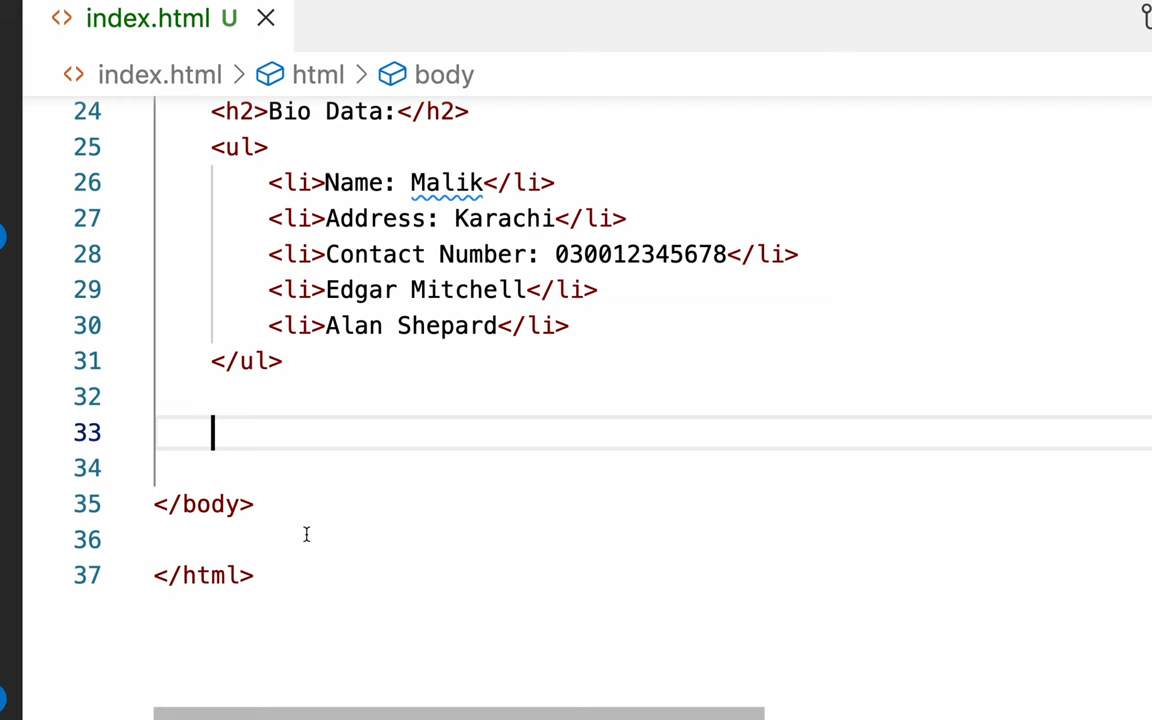 index.html U
index.html > html > body
24 <h2>Bio Data:</h2>
25 <ul>
26 <li>Name: Malik</li>
27 <li>Address: Karachi</li>
28 <li>Contact Number: 030012345678</li>
29 <li>Edgar Mitchell</li>
30 <li>Alan Shepard</li>
31 </ul>
32
33
34
35 </body>
36
37 </html>